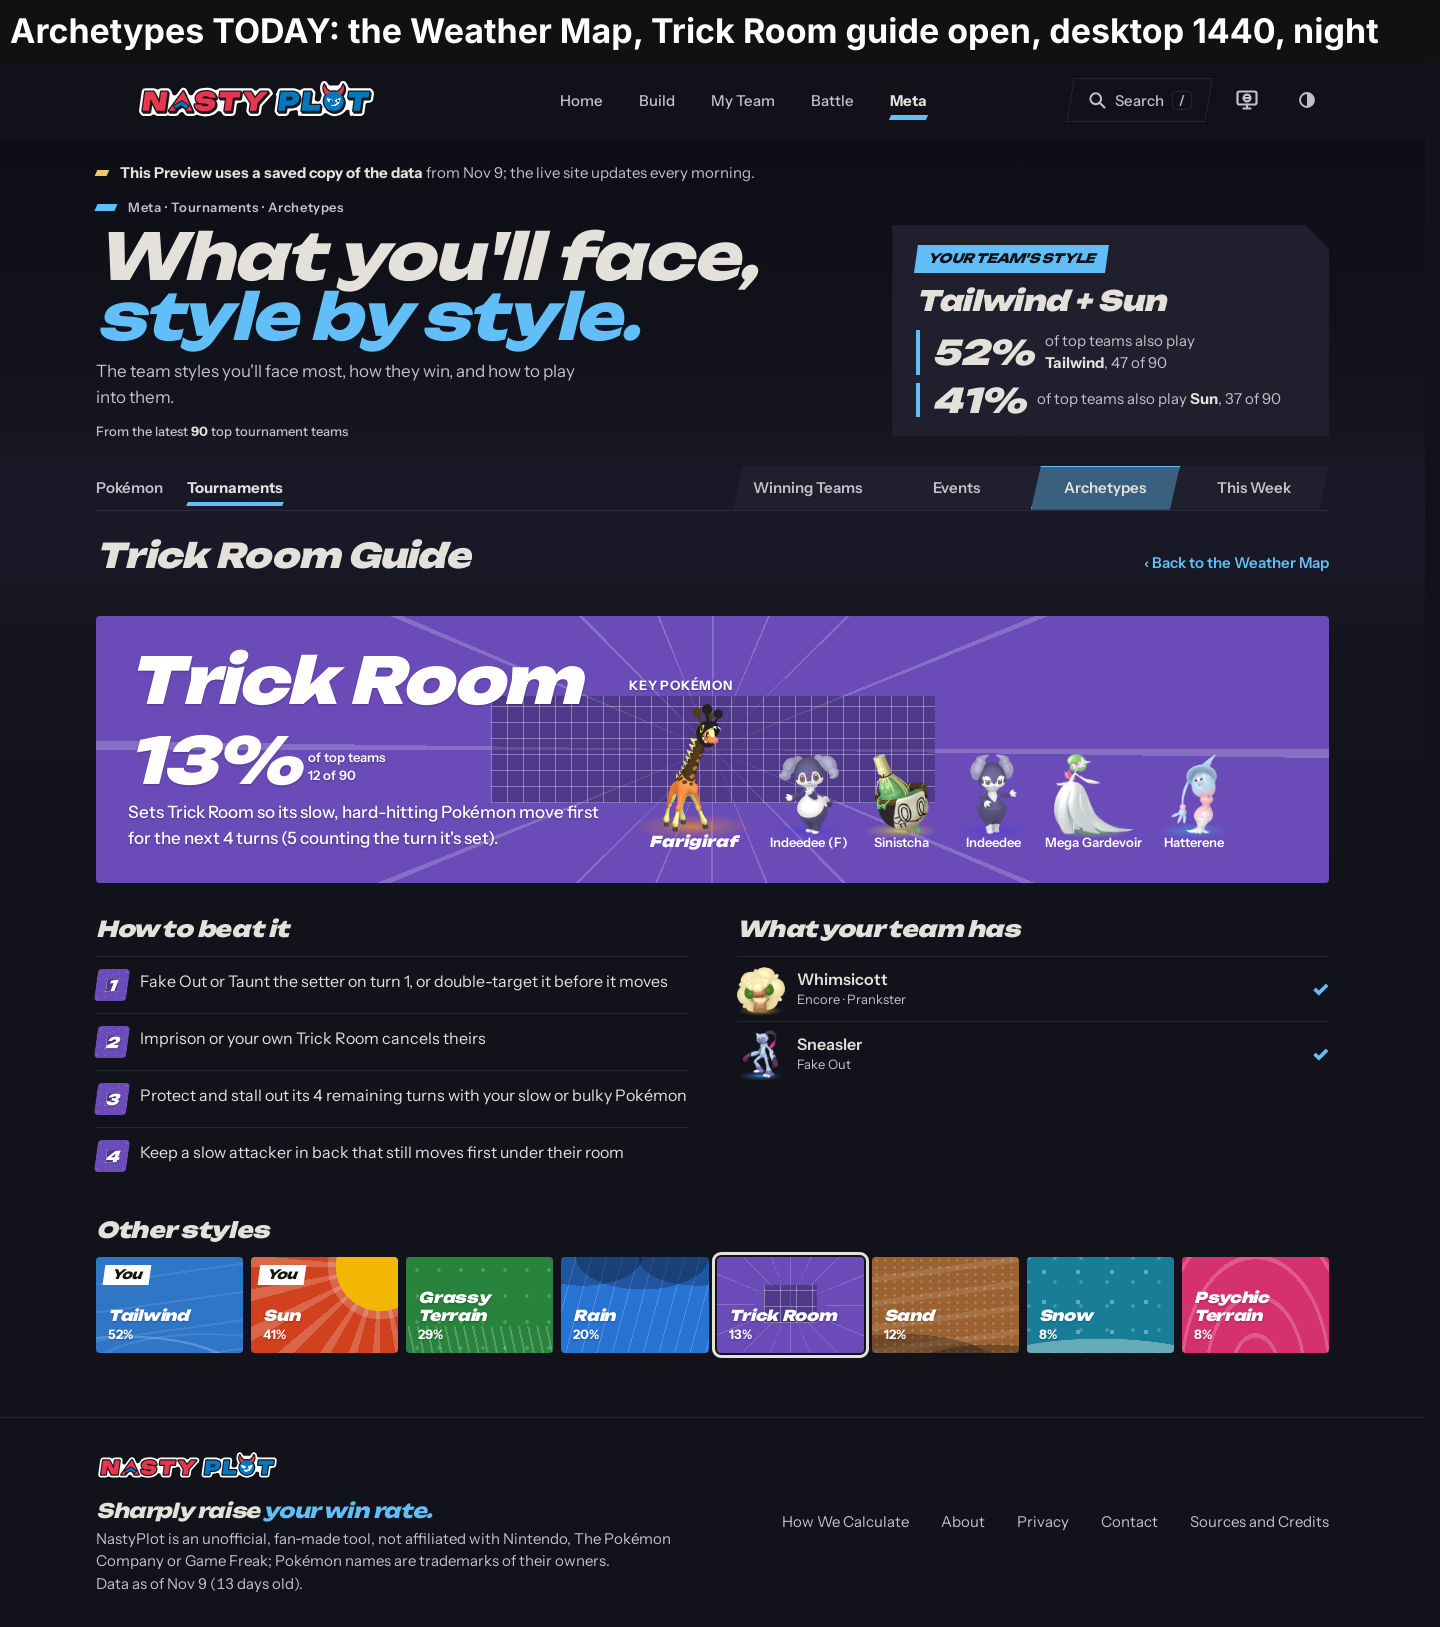 Archetypes TODAY: the Weather Map, Trick Room guide open, desktop 1440, night
NASTY PLOT
Home
Build
My Team
Battle
Meta
Search /
This Preview uses a saved copy of the data from Nov 9; the live site updates every morning.
Meta · Tournaments · Archetypes
What you'll face,
style by style.
The team styles you'll face most, how they win, and how to play
into them.
From the latest 90 top tournament teams
YOUR TEAM'S STYLE
Tailwind + Sun
52% of top teams also play
Tailwind, 47 of 90
41% of top teams also play Sun, 37 of 90
Pokémon
Tournaments
Winning Teams
Events
Archetypes
This Week
Trick Room Guide
‹ Back to the Weather Map
Trick Room
13% of top teams
12 of 90
Sets Trick Room so its slow, hard-hitting Pokémon move first
for the next 4 turns (5 counting the turn it's set).
KEY POKÉMON
Farigiraf
Indeedee (F)
Sinistcha
Indeedee
Mega Gardevoir
Hatterene
How to beat it
1 Fake Out or Taunt the setter on turn 1, or double-target it before it moves
2 Imprison or your own Trick Room cancels theirs
3 Protect and stall out its 4 remaining turns with your slow or bulky Pokémon
4 Keep a slow attacker in back that still moves first under their room
What your team has
Whimsicott
Encore · Prankster
Sneasler
Fake Out
Other styles
You
Tailwind
52%
You
Sun
41%
Grassy
Terrain
29%
Rain
20%
Trick Room
13%
Sand
12%
Snow
8%
Psychic
Terrain
8%
NASTY PLOT
Sharply raise your win rate.
NastyPlot is an unofficial, fan-made tool, not affiliated with Nintendo, The Pokémon
Company or Game Freak; Pokémon names are trademarks of their owners.
Data as of Nov 9 (13 days old).
How We Calculate
About
Privacy
Contact
Sources and Credits